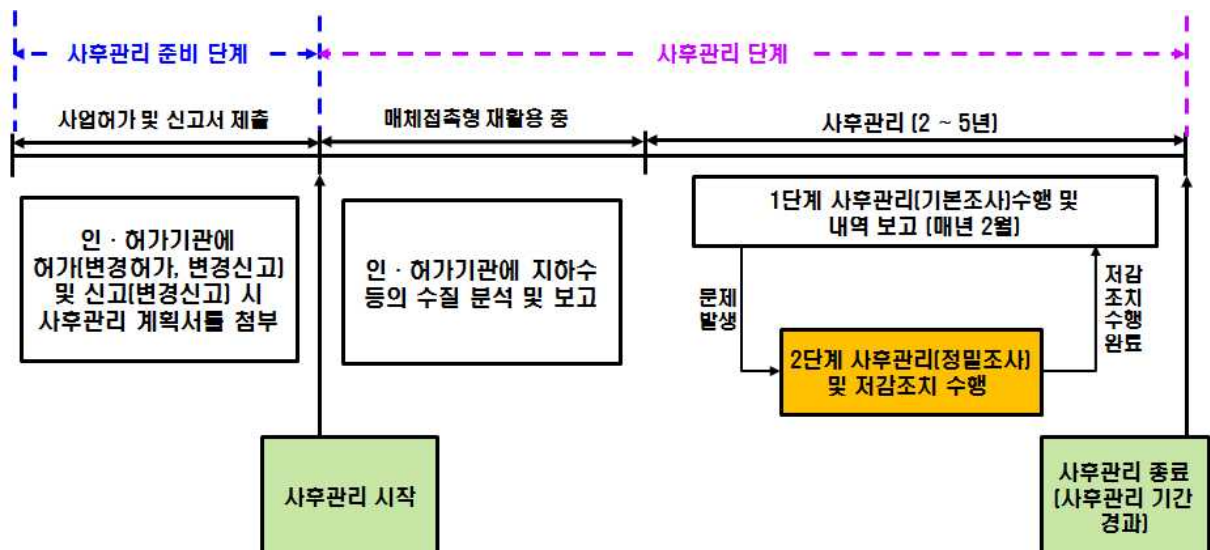 사후관리 준비 단계
사후관리 단계
사업허가 및 신고서 제출
매체접촉형 재활용 중
사후관리 (2 ~ 5년)
인 · 허가기관에
허가(변경허가, 변경신고)
및 신고(변경신고) 시
사후관리 계획서를 첨부
인 · 허가기관에 지하수
등의 수질 분석 및 보고
1단계 사후관리(기본조사)수행 및
내역 보고 (매년 2월)
문제
발생
저감
조치
수행
완료
2단계 사후관리(정밀조사)
및 저감조치 수행
사후관리 시작
사후관리 종료
(사후관리 기간
경과)